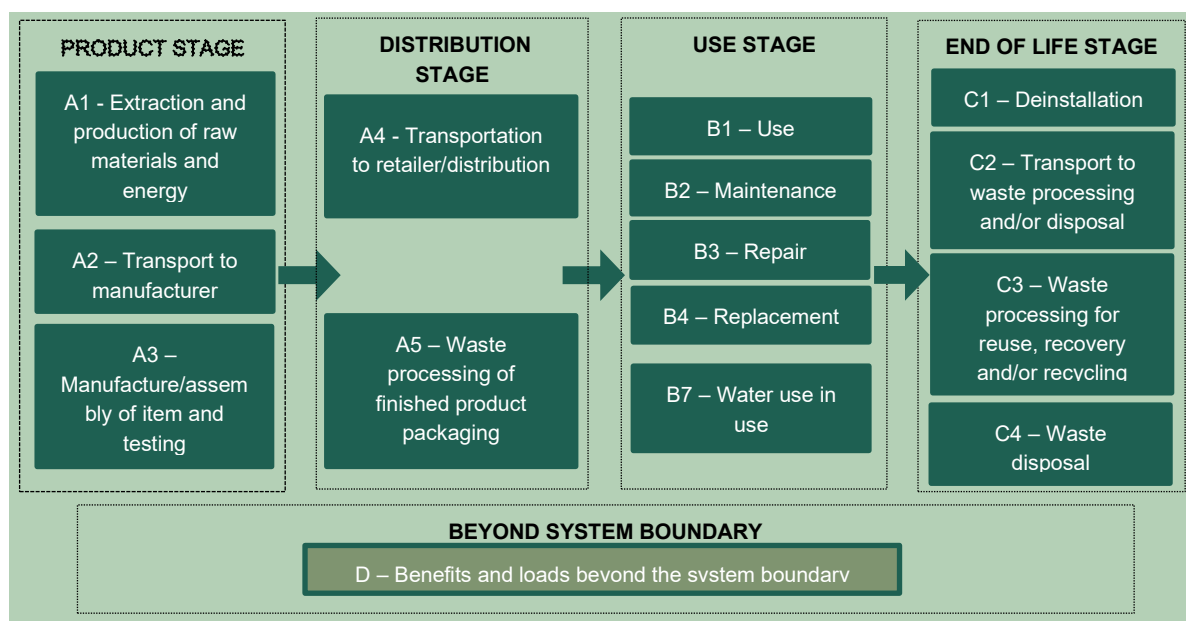 PRODUCT STAGE
A1 - Extraction and
production of raw
materials and
energy
A2 – Transport to
manufacturer
A3 –
Manufacture/assem
bly of item and
testing
DISTRIBUTION
STAGE
A4 - Transportation
to retailer/distribution
A5 – Waste
processing of
finished product
packaging
USE STAGE
B1 – Use
B2 – Maintenance
B3 – Repair
B4 – Replacement
B7 – Water use in
use
END OF LIFE STAGE
C1 – Deinstallation
C2 – Transport to
waste processing
and/or disposal
C3 – Waste
processing for
reuse, recovery
and/or recycling
C4 – Waste
disposal
BEYOND SYSTEM BOUNDARY
D – Benefits and loads beyond the system boundary